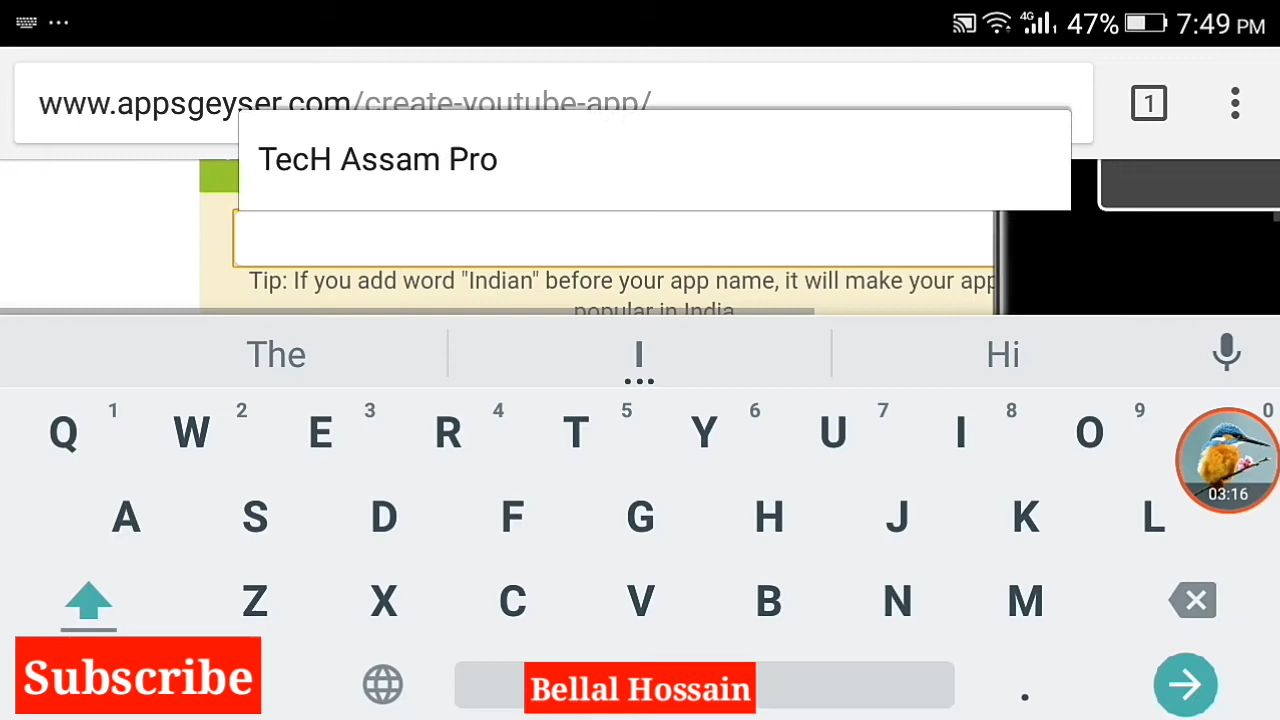 4G 47% 7:49 PM
www.appsgeyser.com/create-youtube-app/ 1
TecH Assam Pro
Tip: If you add word "Indian" before your app name, it will make your app
popular in India
The I Hi
1 2 3 4 5 6 7 8 9 0
Q W E R T Y U I O
03:16
A S D F G H J K L
Z X C V B N M
Subscribe
Bellal Hossain .